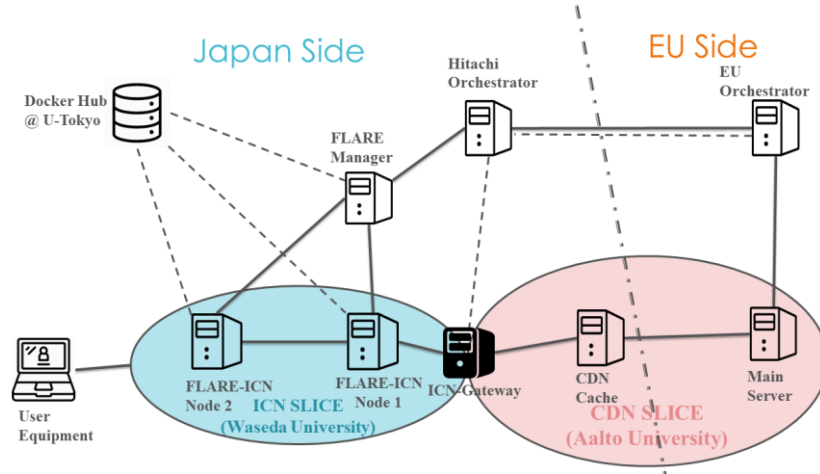 Japan Side
EU Side
Hitachi
Orchestrator
EU
Orchestrator
Docker Hub
@ U-Tokyo
FLARE
Manager
FLARE-ICN
Node 2
FLARE-ICN
Node 1
ICN-Gateway
CDN
Cache
Main
Server
User
Equipment
ICN SLICE
(Waseda University)
CDN SLICE
(Aalto University)